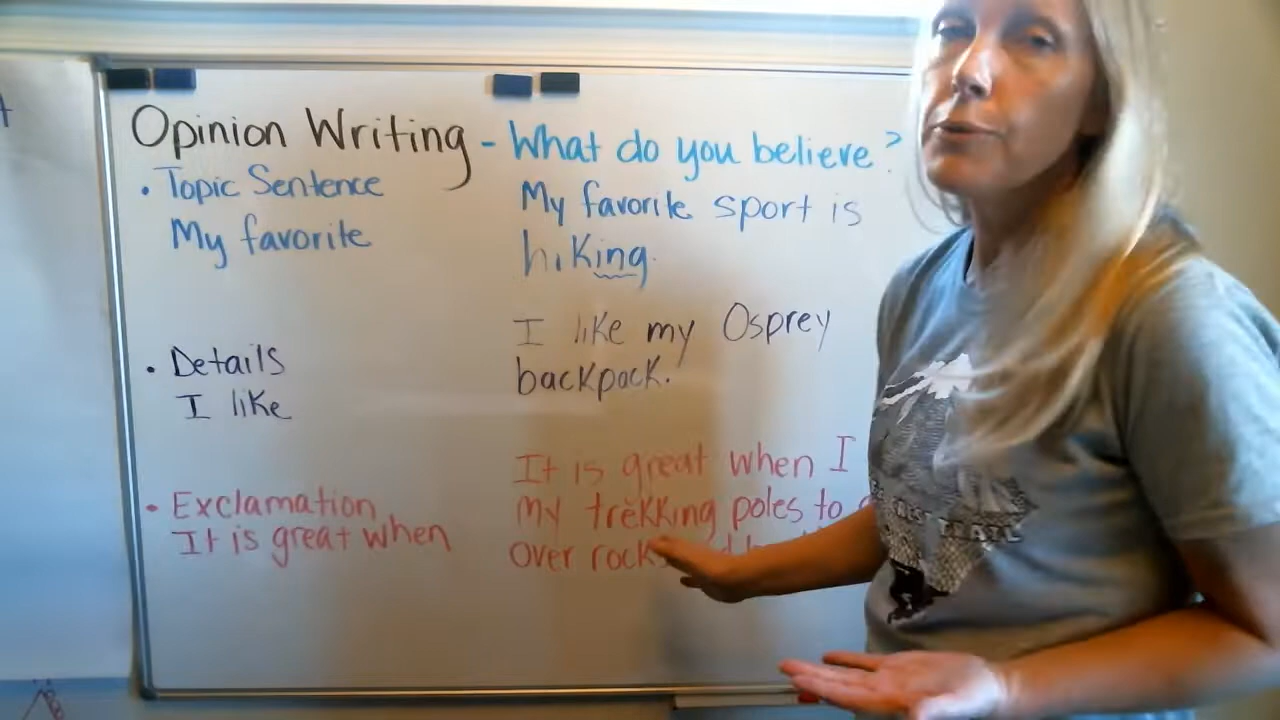 Opinion Writing - What do you believe?
• Topic Sentence
My favorite
My favorite sport is
hiking.
• Details
I like
I like my Osprey
backpack.
• Exclamation
It is great when
It is great when I
my trekking poles to
over rocks